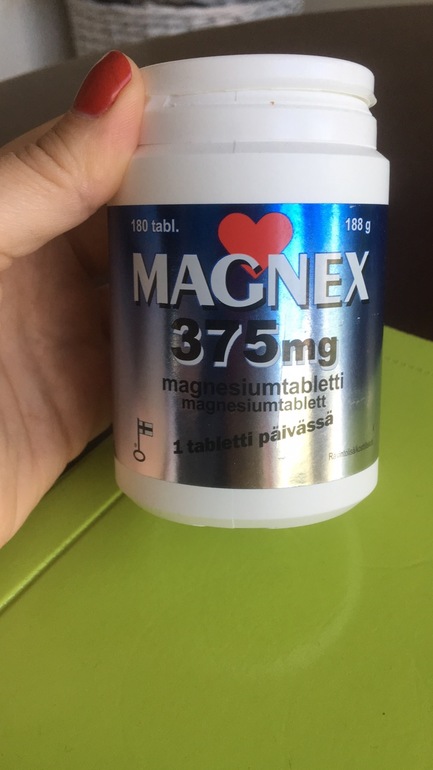 180 tabl.
188 g
MAGNEX
375mg
magnesiumtabletti
magnesiumtablett
1 tabletti päivässä